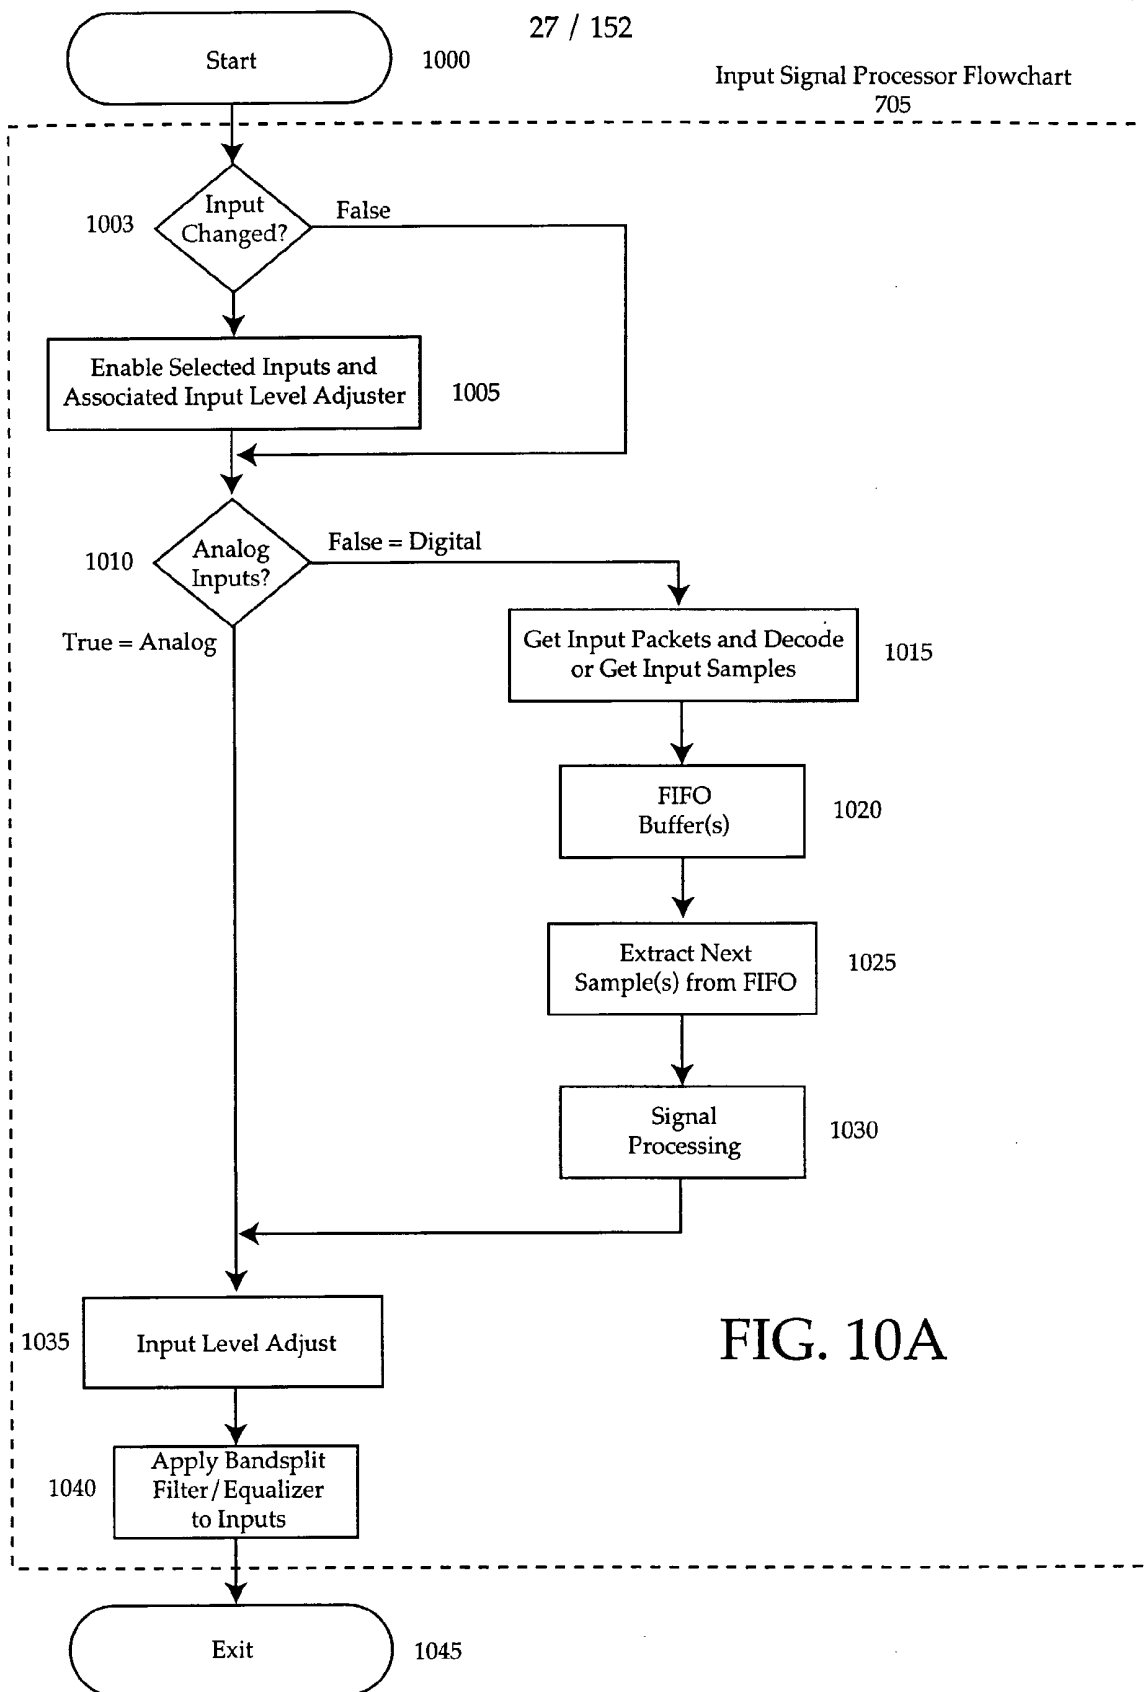 27 / 152
Start
1000
Input Signal Processor Flowchart
705
Input
Changed?
1003
False
Enable Selected Inputs and
Associated Input Level Adjuster
1005
Analog
Inputs?
1010
False = Digital
True = Analog
Get Input Packets and Decode
or Get Input Samples
1015
FIFO
Buffer(s)
1020
Extract Next
Sample(s) from FIFO
1025
Signal
Processing
1030
1035
Input Level Adjust
FIG. 10A
1040
Apply Bandsplit
Filter/Equalizer
to Inputs
Exit
1045